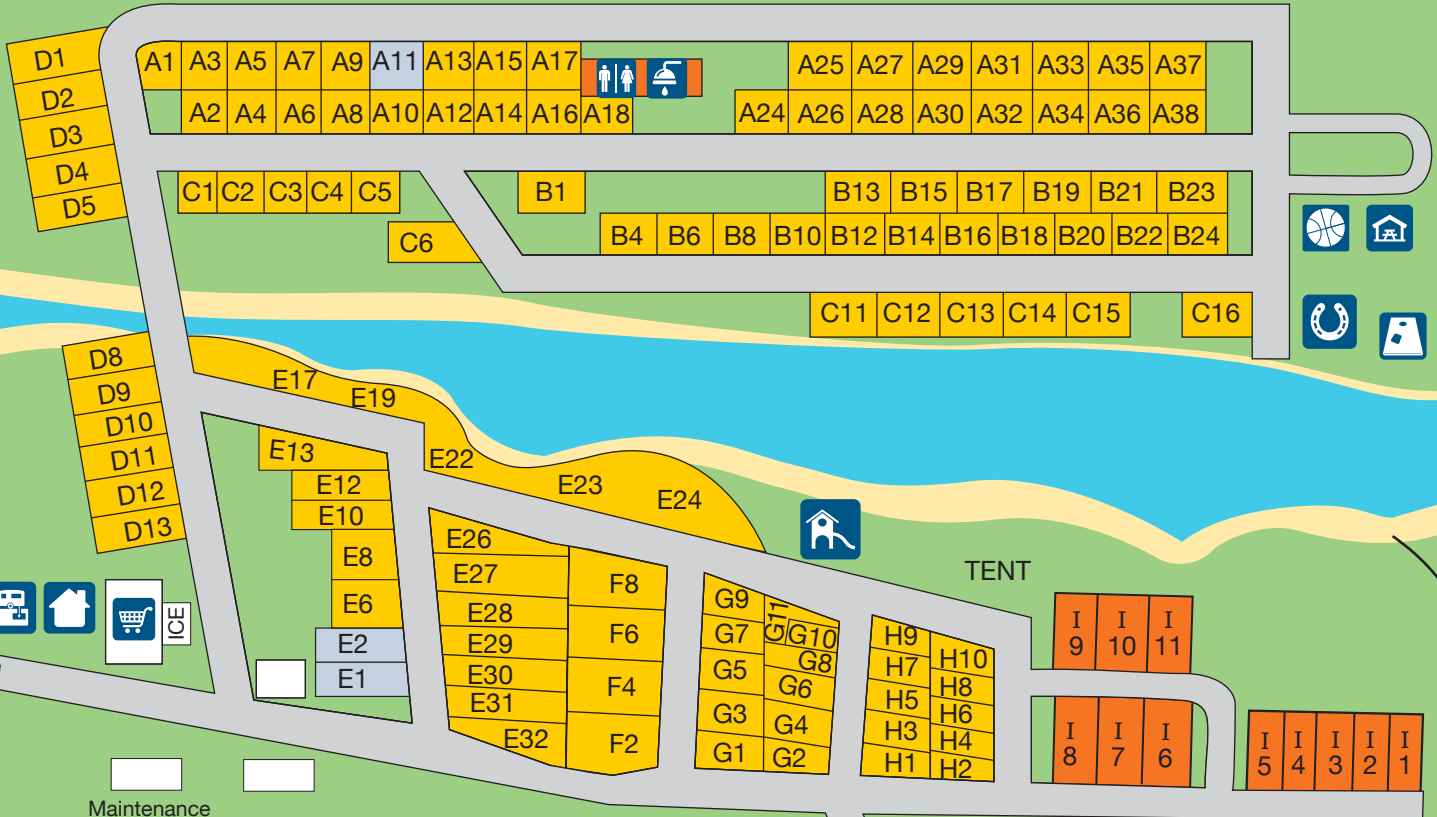 D1
D2
D3
D4
D5
A1 A3 A5 A7 A9 A11 A13 A15 A17
A2 A4 A6 A8 A10 A12 A14 A16 A18
A25 A27 A29 A31 A33 A35 A37
A24 A26 A28 A30 A32 A34 A36 A38
C1 C2 C3 C4 C5
C6
B1
B13 B15 B17 B19 B21 B23
B4 B6 B8 B10 B12 B14 B16 B18 B20 B22 B24
C11 C12 C13 C14 C15 C16
D8
D9
D10
D11
D12
D13
E17
E19
E22
E23
E24
E13
E12
E10
E8
E6
E2
E1
ICE
E26
E27
E28
E29
E30
E31
E32
F8
F6
F4
F2
G9
G7
G5
G3
G1
G11
G10
G8
G6
G4
G2
H9
H7
H5
H3
H1
H10
H8
H6
H4
H2
TENT
I I I
9 10 11
I I I
8 7 6
I I I I I
5 4 3 2 1
Maintenance